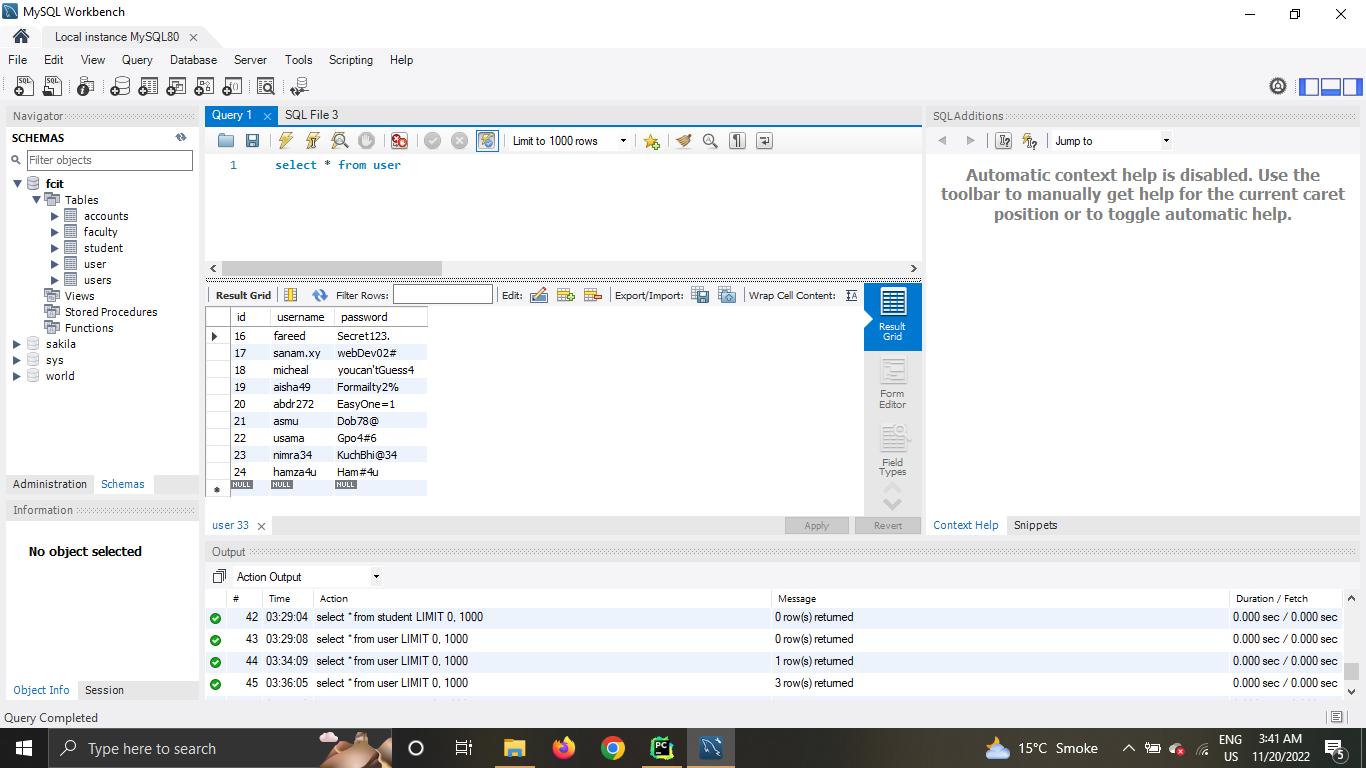 MySQL Workbench
Local instance MySQL80
File Edit View Query Database Server Tools Scripting Help
Navigator
SCHEMAS
Filter objects
fcit
Tables
accounts
faculty
student
user
users
Views
Stored Procedures
Functions
sakila
sys
world
Administration Schemas
Information
No object selected
Object Info Session
Query 1 SQL File 3
Limit to 1000 rows
1 select * from user
Result Grid Filter Rows: Edit: Export/Import: Wrap Cell Content:
id username password
16 fareed Secret123.
17 sanam.xy webDev02#
18 micheal youcan'tGuess4
19 aisha49 Formailty2%
20 abdr272 EasyOne=1
21 asmu Dob78@
22 usama Gpo4#6
23 nimra34 KuchBhi@34
24 hamza4u Ham#4u
NULL NULL NULL
Result
Grid
Form
Editor
Field
Types
user 33 Apply Revert
SQL Additions
Jump to
Automatic context help is disabled. Use the
toolbar to manually get help for the current caret
position or to toggle automatic help.
Context Help Snippets
Output
Action Output
# Time Action Message Duration / Fetch
42 03:29:04 select * from student LIMIT 0, 1000 0 row(s) returned 0.000 sec / 0.000 sec
43 03:29:08 select * from user LIMIT 0, 1000 0 row(s) returned 0.000 sec / 0.000 sec
44 03:34:09 select * from user LIMIT 0, 1000 1 row(s) returned 0.000 sec / 0.000 sec
45 03:36:05 select * from user LIMIT 0, 1000 3 row(s) returned 0.000 sec / 0.000 sec
Query Completed
Type here to search
15°C Smoke
ENG
US
3:41 AM
11/20/2022
5